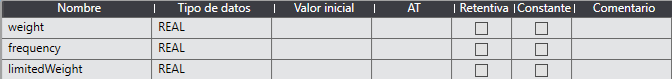 Nombre Tipo de datos Valor inicial AT Retentiva Constante Comentario
weight REAL
frequency REAL
limitedWeight REAL